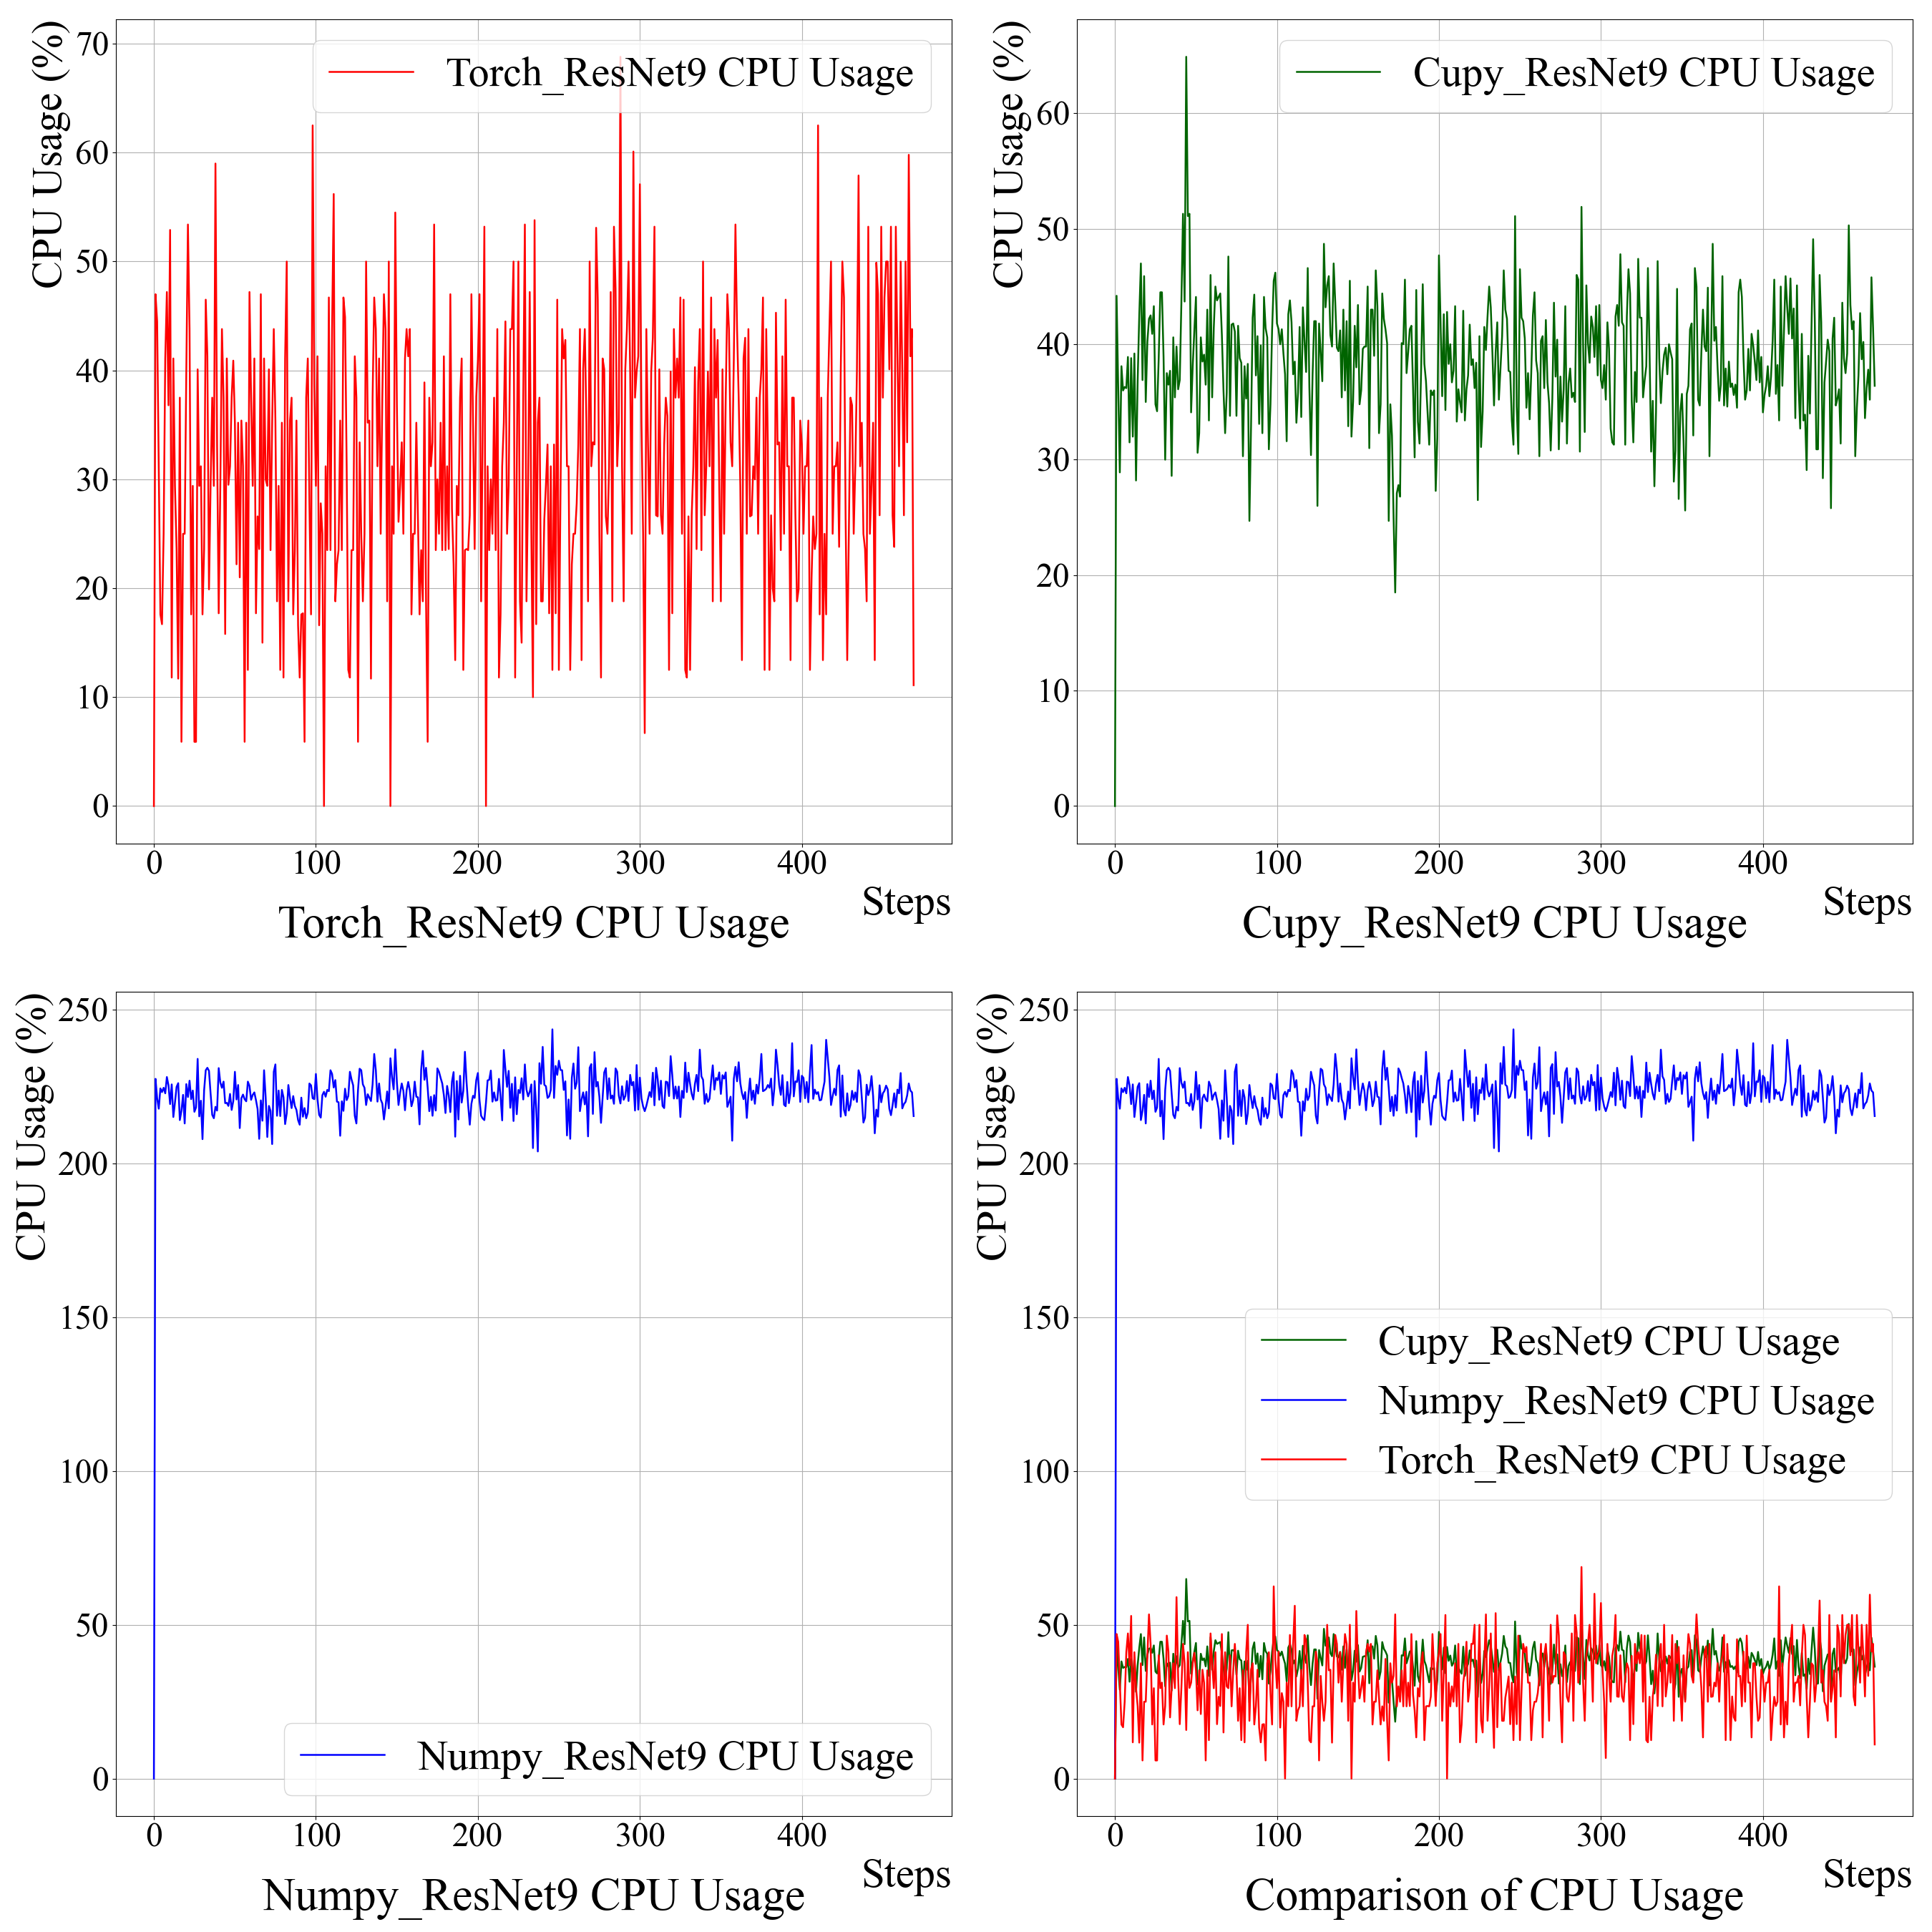 CPU Usage (%)
70
60
50
40
30
20
10
0
Torch_ResNet9 CPU Usage
0 100 200 300 400
Steps
Torch_ResNet9 CPU Usage
CPU Usage (%)
60
50
40
30
20
10
0
Cupy_ResNet9 CPU Usage
0 100 200 300 400
Steps
Cupy_ResNet9 CPU Usage
CPU Usage (%)
250
200
150
100
50
0
Numpy_ResNet9 CPU Usage
0 100 200 300 400
Steps
Numpy_ResNet9 CPU Usage
CPU Usage (%)
250
200
150
100
50
0
Cupy_ResNet9 CPU Usage
Numpy_ResNet9 CPU Usage
Torch_ResNet9 CPU Usage
0 100 200 300 400
Steps
Comparison of CPU Usage